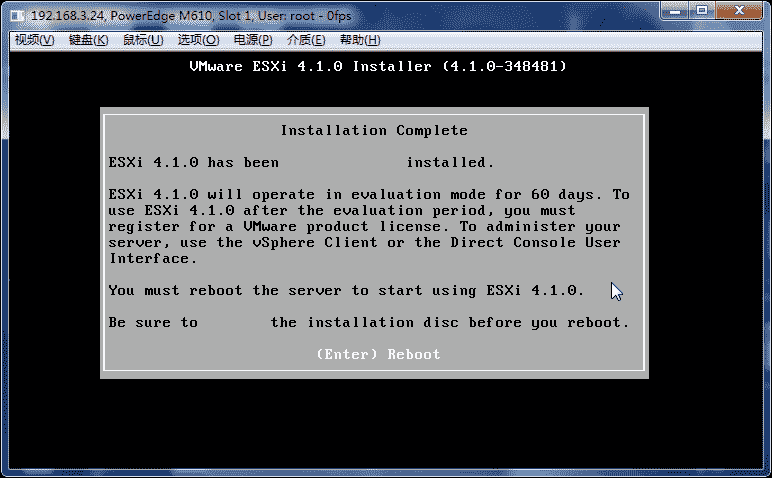 192.168.3.24, PowerEdge M610, Slot 1, User: root - 0fps
视频(V) 键盘(K) 鼠标(U) 选项(O) 电源(P) 介质(E) 帮助(H)
VMware ESXi 4.1.0 Installer (4.1.0-348481)
Installation Complete
ESXi 4.1.0 has been installed.
ESXi 4.1.0 will operate in evaluation mode for 60 days. To
use ESXi 4.1.0 after the evaluation period, you must
register for a VMware product license. To administer your
server, use the vSphere Client or the Direct Console User
Interface.
You must reboot the server to start using ESXi 4.1.0.
Be sure to the installation disc before you reboot.
(Enter) Reboot